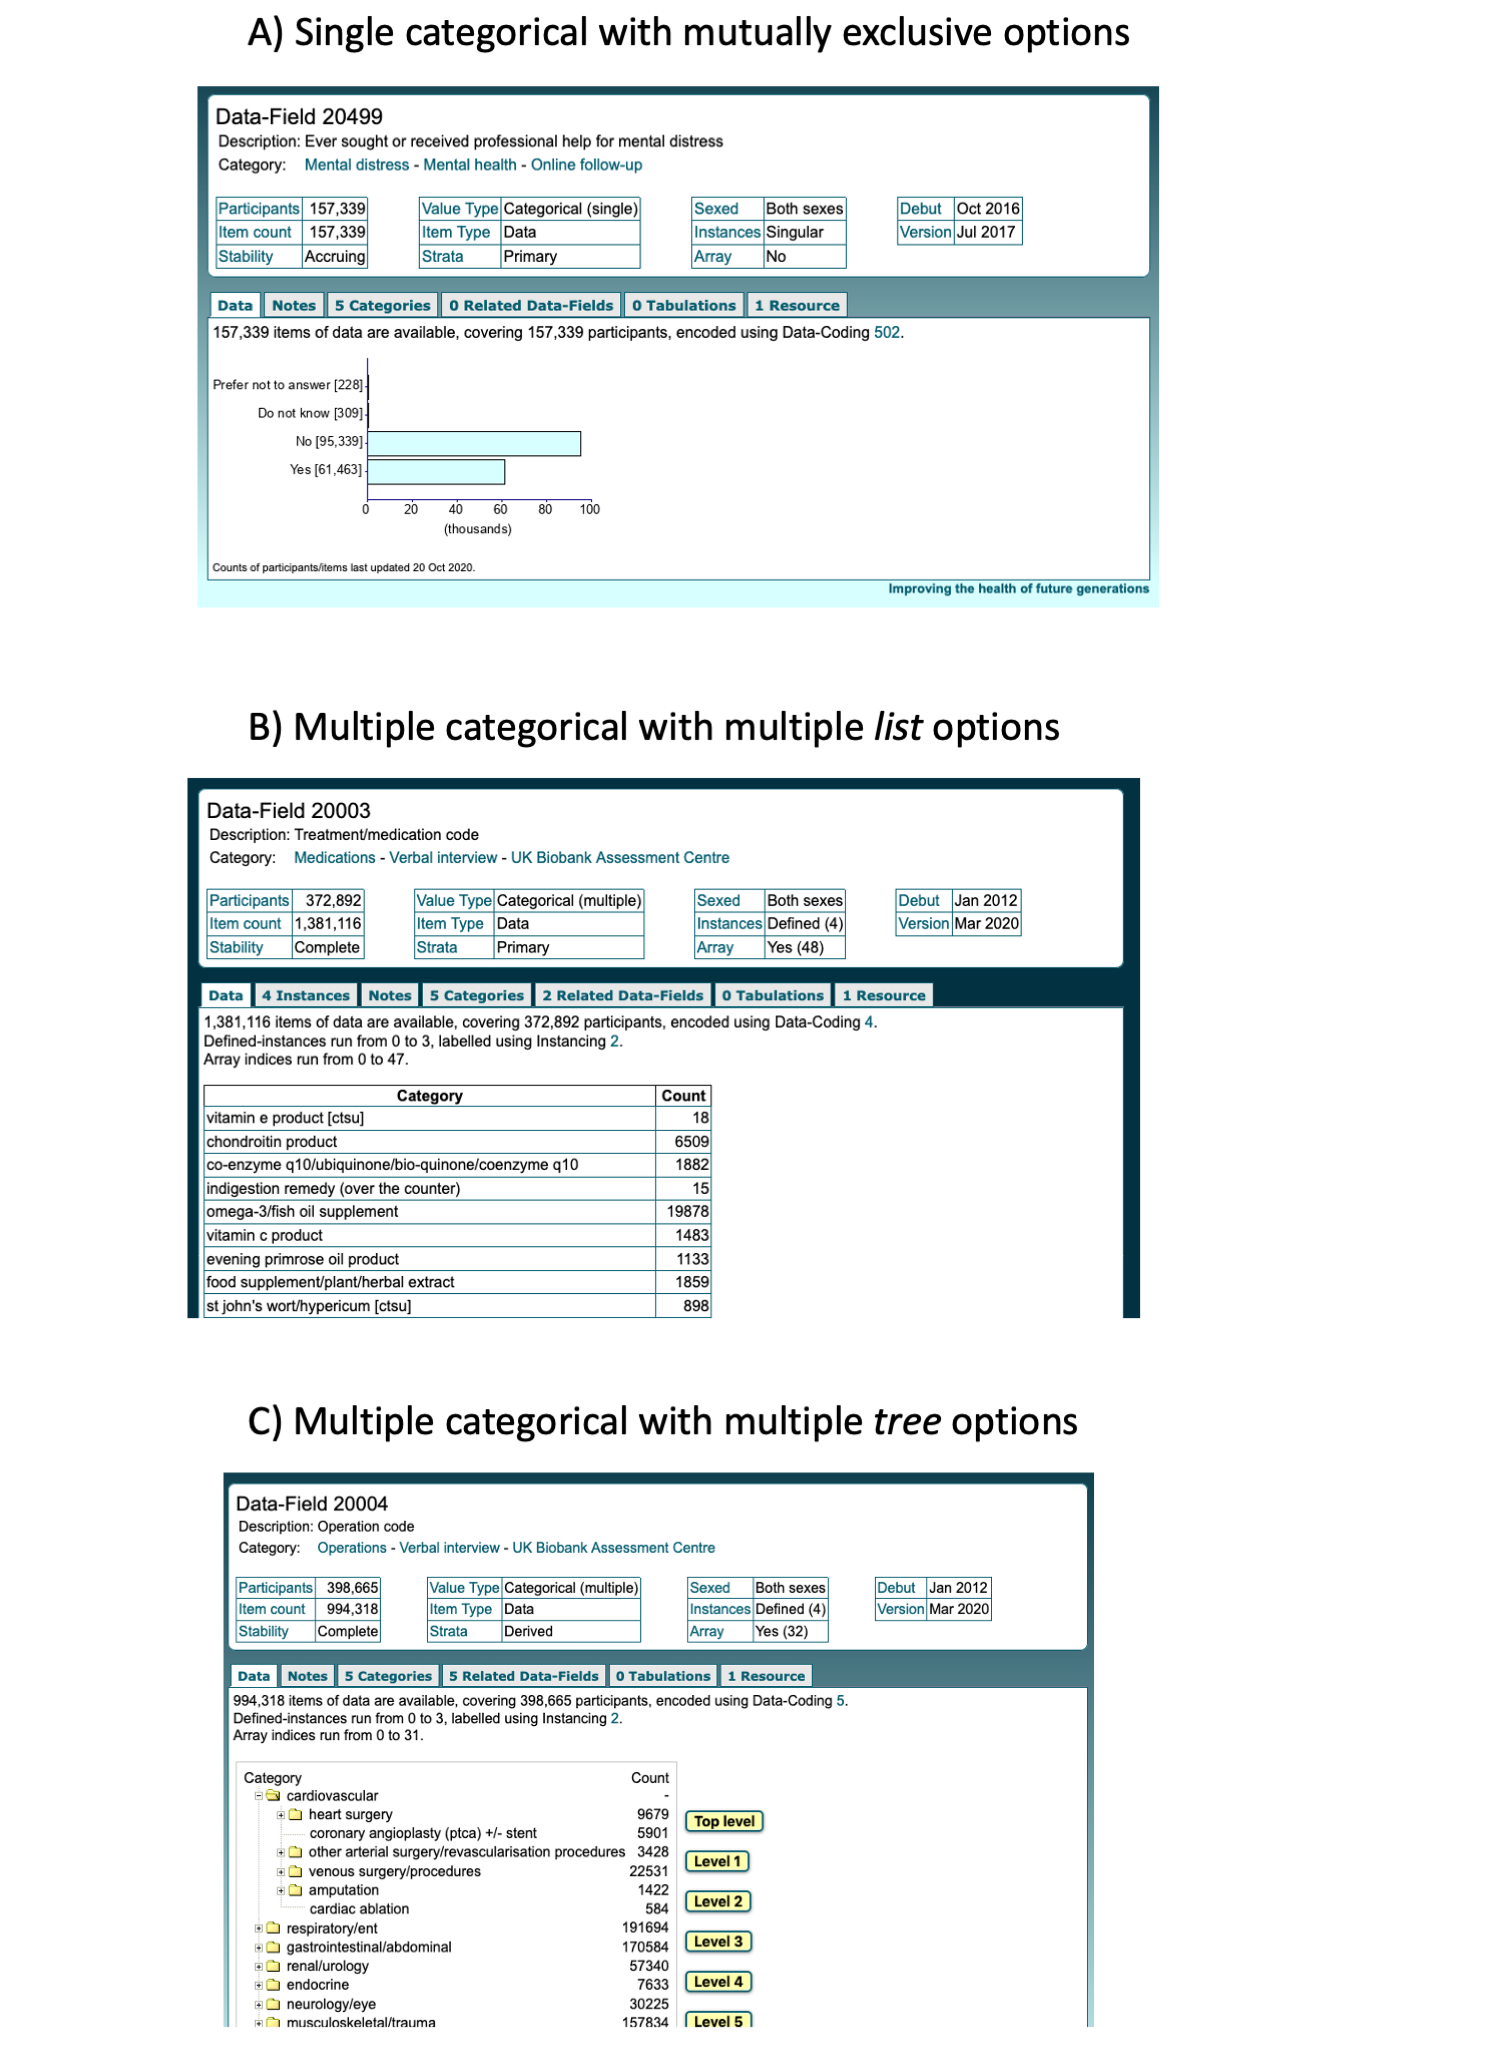 A) Single categorical with mutually exclusive options
Data-Field 20499
Description: Ever sought or received professional help for mental distress
Category: Mental distress - Mental health - Online follow-up
Participants 157,339 Value Type Categorical (single) Sexed Both sexes Debut Oct 2016
Item count 157,339 Item Type Data Instances Singular Version Jul 2017
Stability Accruing Strata Primary Array No
Data Notes 5 Categories 0 Related Data-Fields 0 Tabulations 1 Resource
157,339 items of data are available, covering 157,339 participants, encoded using Data-Coding 502.
Prefer not to answer [228]
Do not know [309]
No [95,339]
Yes [61,463]
0 20 40 60 80 100
(thousands)
Counts of participants/items last updated 20 Oct 2020.
Improving the health of future generations
B) Multiple categorical with multiple list options
Data-Field 20003
Description: Treatment/medication code
Category: Medications - Verbal interview - UK Biobank Assessment Centre
Participants 372,892 Value Type Categorical (multiple) Sexed Both sexes Debut Jan 2012
Item count 1,381,116 Item Type Data Instances Defined (4) Version Mar 2020
Stability Complete Strata Primary Array Yes (48)
Data 4 Instances Notes 5 Categories 2 Related Data-Fields 0 Tabulations 1 Resource
1,381,116 items of data are available, covering 372,892 participants, encoded using Data-Coding 4.
Defined-instances run from 0 to 3, labelled using Instancing 2.
Array indices run from 0 to 47.
Category Count
vitamin e product [ctsu] 18
chondroitin product 6509
co-enzyme q10/ubiquinone/bio-quinone/coenzyme q10 1882
indigestion remedy (over the counter) 15
omega-3/fish oil supplement 19878
vitamin c product 1483
evening primrose oil product 1133
food supplement/plant/herbal extract 1859
st john's wort/hypericum [ctsu] 898
C) Multiple categorical with multiple tree options
Data-Field 20004
Description: Operation code
Category: Operations - Verbal interview - UK Biobank Assessment Centre
Participants 398,665 Value Type Categorical (multiple) Sexed Both sexes Debut Jan 2012
Item count 994,318 Item Type Data Instances Defined (4) Version Mar 2020
Stability Complete Strata Derived Array Yes (32)
Data Notes 5 Categories 5 Related Data-Fields 0 Tabulations 1 Resource
994,318 items of data are available, covering 398,665 participants, encoded using Data-Coding 5.
Defined-instances run from 0 to 3, labelled using Instancing 2.
Array indices run from 0 to 31.
Category Count
cardiovascular -
heart surgery 9679
Top level
coronary angioplasty (ptca) +/- stent 5901
other arterial surgery/revascularisation procedures 3428
Level 1
venous surgery/procedures 22531
amputation 1422
Level 2
cardiac ablation 584
respiratory/ent 191694
Level 3
gastrointestinal/abdominal 170584
renal/urology 57340
endocrine 7633
Level 4
neurology/eye 30225
musculoskeletal/trauma 157834
Level 5